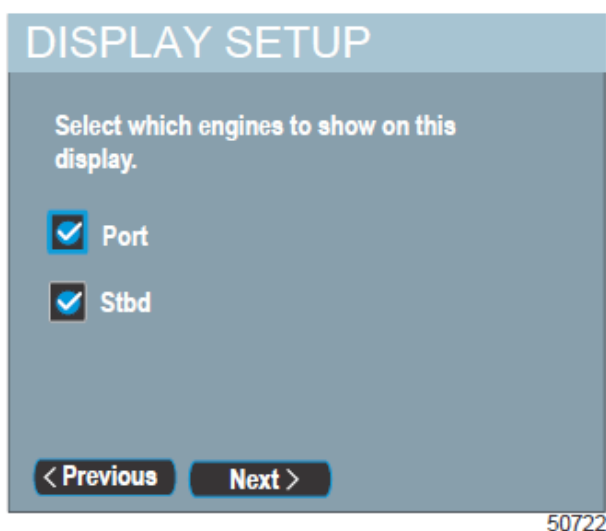 DISPLAY SETUP
Select which engines to show on this
display.
Port
Stbd
< Previous
Next >
50722